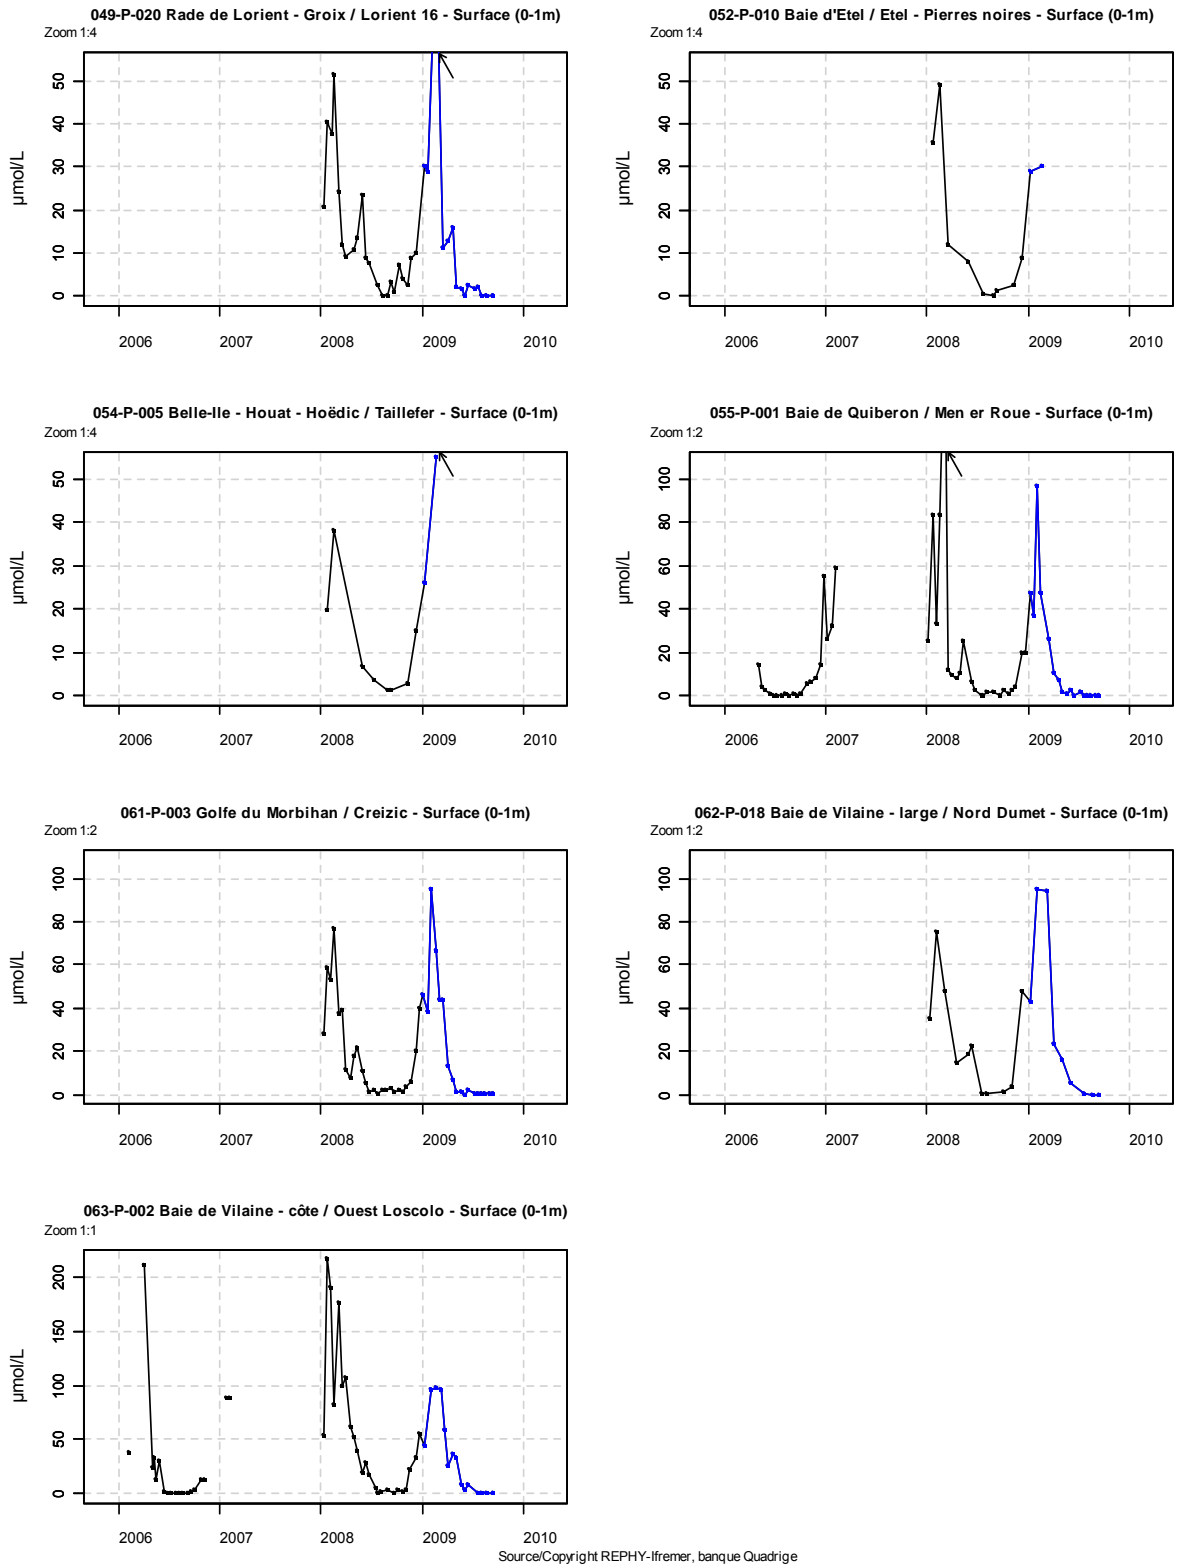 049-P-020 Rade de Lorient - Groix / Lorient 16 - Surface (0-1m)
Zoom 1:4
µmol/L
50
40
30
20
10
0
2006 2007 2008 2009 2010
052-P-010 Baie d'Etel / Etel - Pierres noires - Surface (0-1m)
Zoom 1:4
µmol/L
50
40
30
20
10
0
2006 2007 2008 2009 2010
054-P-005 Belle-Ile - Houat - Hoëdic / Taillefer - Surface (0-1m)
Zoom 1:4
µmol/L
50
40
30
20
10
0
2006 2007 2008 2009 2010
055-P-001 Baie de Quiberon / Men er Roue - Surface (0-1m)
Zoom 1:2
µmol/L
100
80
60
40
20
0
2006 2007 2008 2009 2010
061-P-003 Golfe du Morbihan / Creizic - Surface (0-1m)
Zoom 1:2
µmol/L
100
80
60
40
20
0
2006 2007 2008 2009 2010
062-P-018 Baie de Vilaine - large / Nord Dumet - Surface (0-1m)
Zoom 1:2
µmol/L
100
80
60
40
20
0
2006 2007 2008 2009 2010
063-P-002 Baie de Vilaine - côte / Ouest Loscolo - Surface (0-1m)
Zoom 1:1
µmol/L
200
150
100
50
0
2006 2007 2008 2009 2010
Source/Copyright REPHY-Ifremer, banque Quadrige